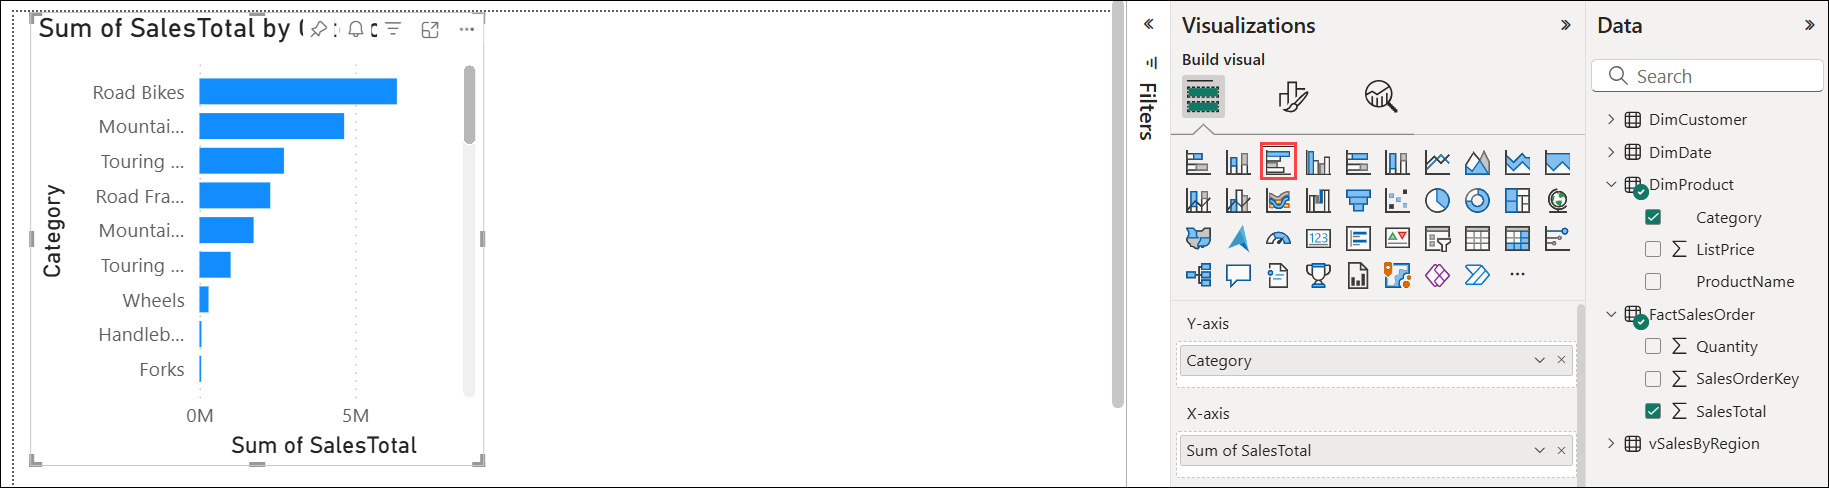 Sum of SalesTotal by
Road Bikes
Mountai...
Touring ...
Road Fra...
Mountai...
Touring ...
Wheels
Handleb...
Forks
Category
0M 5M
Sum of SalesTotal
Filters
Visualizations
Build visual
123
Y-axis
Category
X-axis
Sum of SalesTotal
Data
Search
DimCustomer
DimDate
DimProduct
Category
ListPrice
ProductName
FactSalesOrder
Quantity
SalesOrderKey
SalesTotal
vSalesByRegion